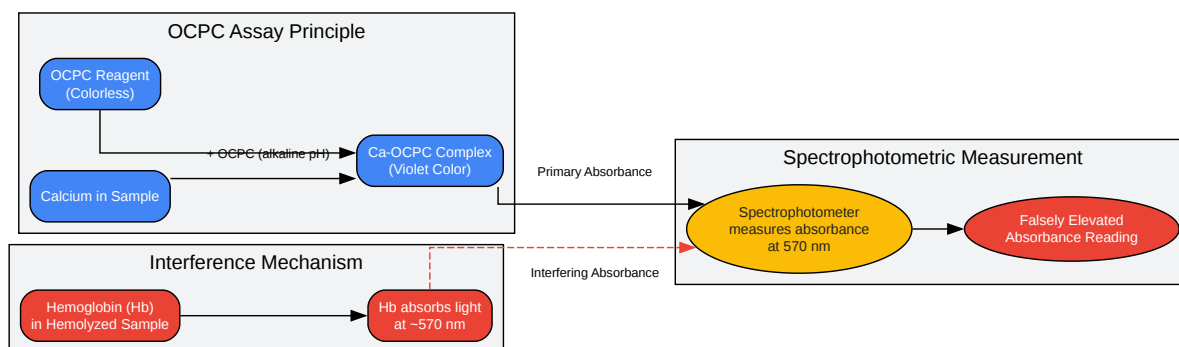 OCPC Assay Principle
OCPC Reagent
(Colorless)
+ OCPC (alkaline pH)
Ca-OCPC Complex
(Violet Color)
Calcium in Sample
Primary Absorbance
Spectrophotometric Measurement
Spectrophotometer
measures absorbance
at 570 nm
Falsely Elevated
Absorbance Reading
Interference Mechanism
Interfering Absorbance
Hemoglobin (Hb)
in Hemolyzed Sample
Hb absorbs light
at ~570 nm